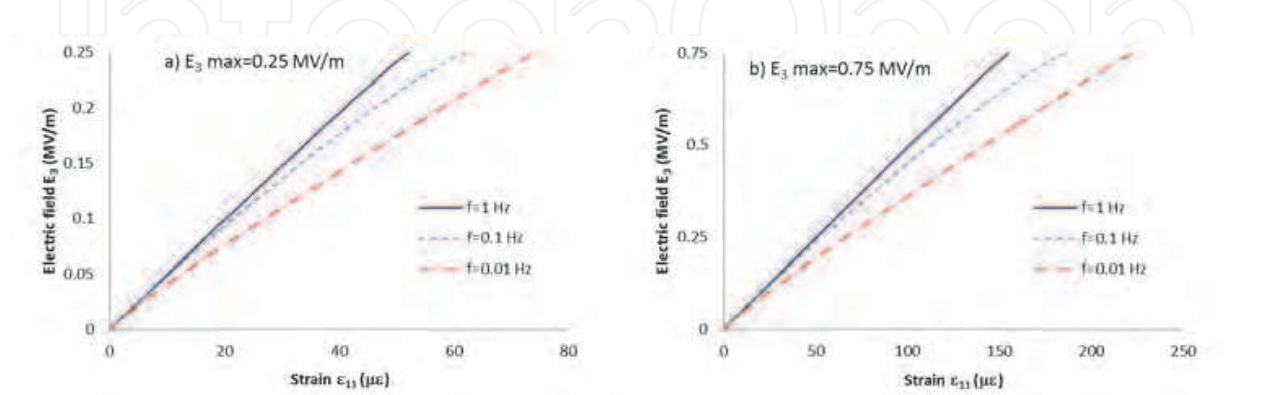 a) E₃ max=0.25 MV/m
Electric field E₃ (MV/m)
0.25
0.2
0.15
0.1
0.05
0
0 20 40 60 80
Strain ε₁₁ (με)
f=1 Hz
f=0.1 Hz
f=0.01 Hz
b) E₃ max=0.75 MV/m
Electric field E₃ (MV/m)
0.75
0.5
0.25
0
0 50 100 150 200 250
Strain ε₁₁ (με)
f=1 Hz
f=0.1 Hz
f=0.01 Hz